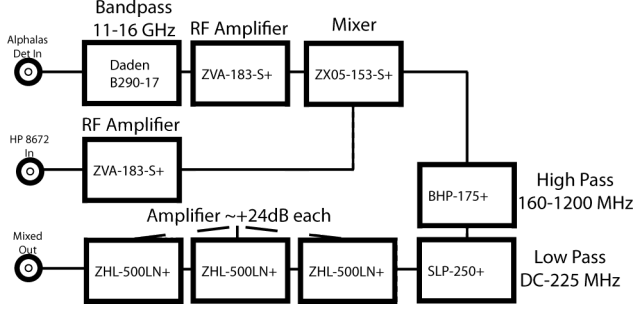 Bandpass
11-16 GHz
RF Amplifier
Mixer
Alphalas
Det In
Daden
B290-17
ZVA-183-S+
ZX05-153-S+
RF Amplifier
HP 8672
In
ZVA-183-S+
BHP-175+
High Pass
160-1200 MHz
Amplifier ~+24dB each
Mixed
Out
ZHL-500LN+
ZHL-500LN+
ZHL-500LN+
SLP-250+
Low Pass
DC-225 MHz